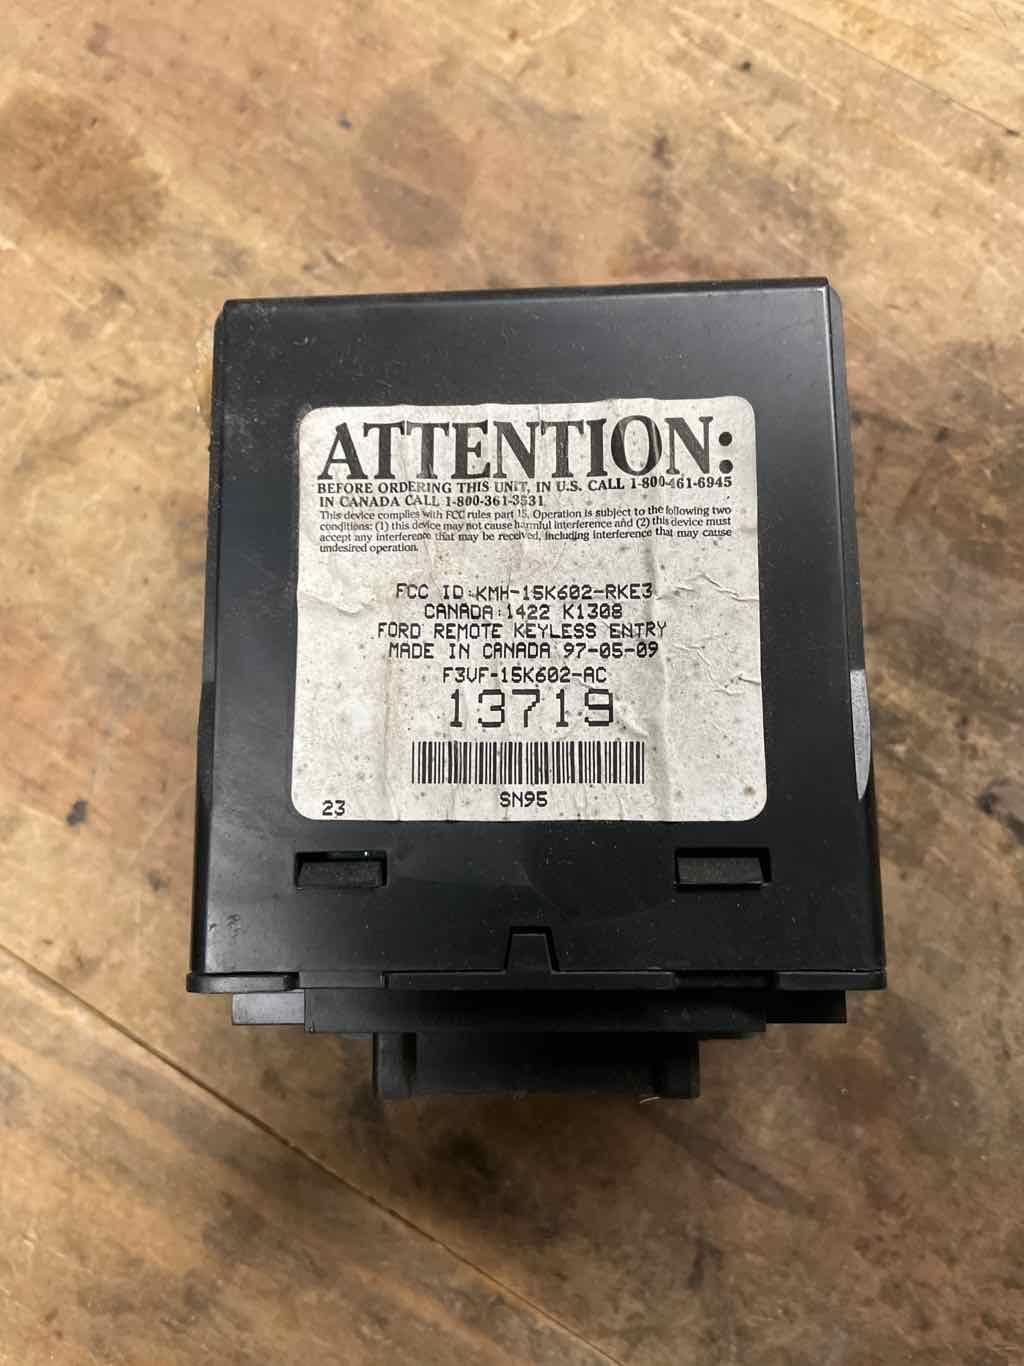 ATTENTION:
BEFORE ORDERING THIS UNIT, IN U.S. CALL 1-800-461-6945
IN CANADA CALL 1-800-361-3531
This device complies with FCC rules part 15. Operation is subject to the following two
conditions: (1) this device may not cause harmful interference and (2) this device must
accept any interference that may be received, including interference that may cause
undesired operation.
FCC ID:KMH-15K602-RKE3
CANADA:1422 K1308
FORD REMOTE KEYLESS ENTRY
MADE IN CANADA 97-05-09
F3VF-15K602-AC
13719
SN95
23